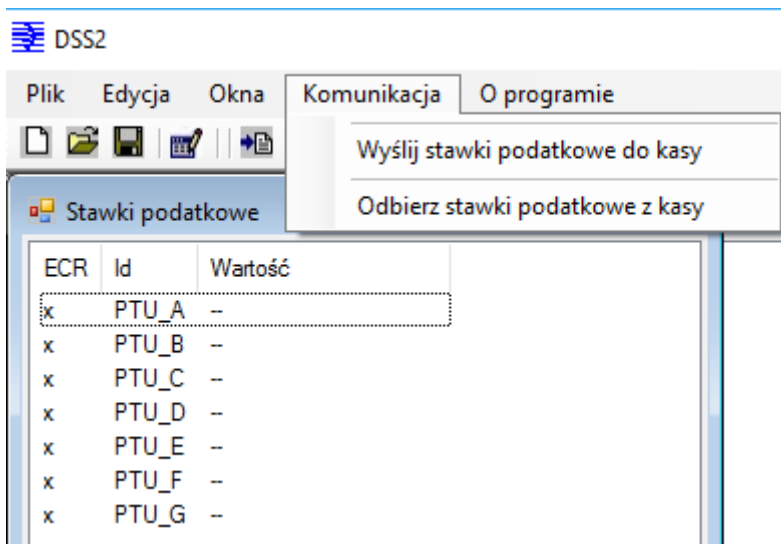 DSS2
Plik Edycja Okna Komunikacja O programie
Wyślij stawki podatkowe do kasy
Odbierz stawki podatkowe z kasy
Stawki podatkowe
ECR Id Wartość
x PTU_A --
x PTU_B --
x PTU_C --
x PTU_D --
x PTU_E --
x PTU_F --
x PTU_G --